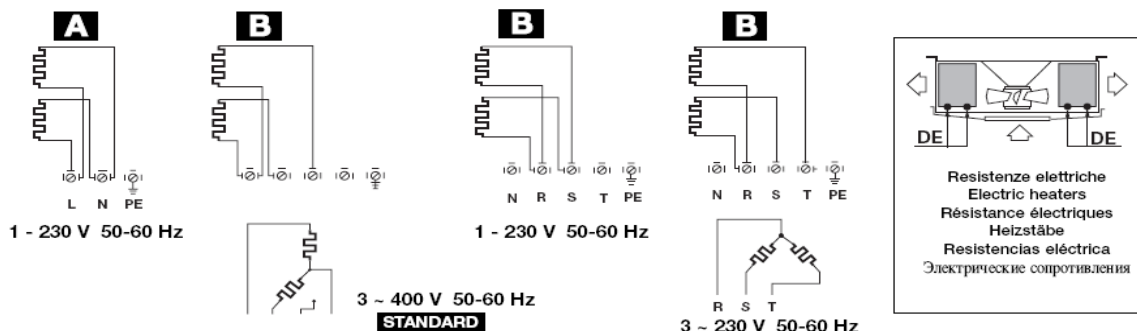 A
B
B
B
L N PE
N R S T PE
N R S T PE
1 - 230 V 50-60 Hz
1 - 230 V 50-60 Hz
3 ~ 400 V 50-60 Hz
STANDARD
R S T
3 ~ 230 V 50-60 Hz
DE
DE
Resistenze elettriche
Electric heaters
Résistance électriques
Heizstäbe
Resistencias eléctrica
Электрические сопротивления